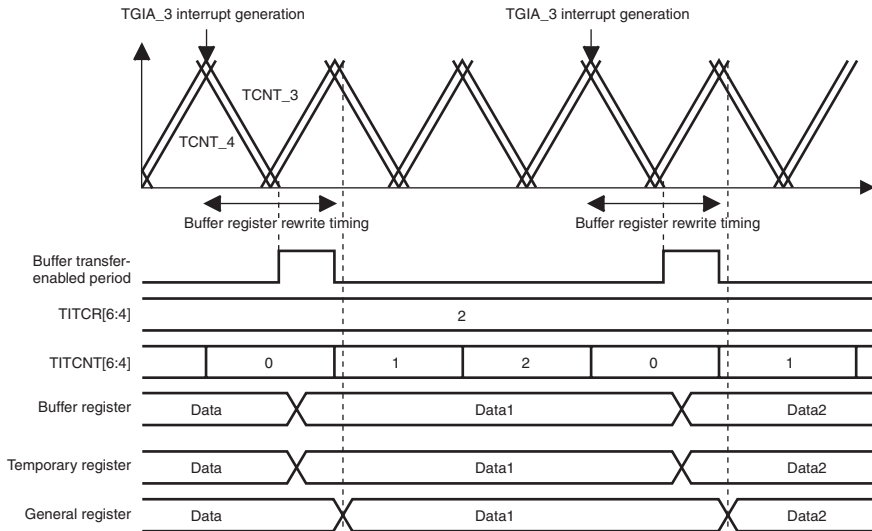 TGIA_3 interrupt generation
TGIA_3 interrupt generation
TCNT_3
TCNT_4
Buffer register rewrite timing
Buffer register rewrite timing
Buffer transfer-
enabled period
TITCR[6:4]
2
TITCNT[6:4]
0
1
2
0
1
Buffer register
Data
Data1
Data2
Temporary register
Data
Data1
Data2
General register
Data
Data1
Data2